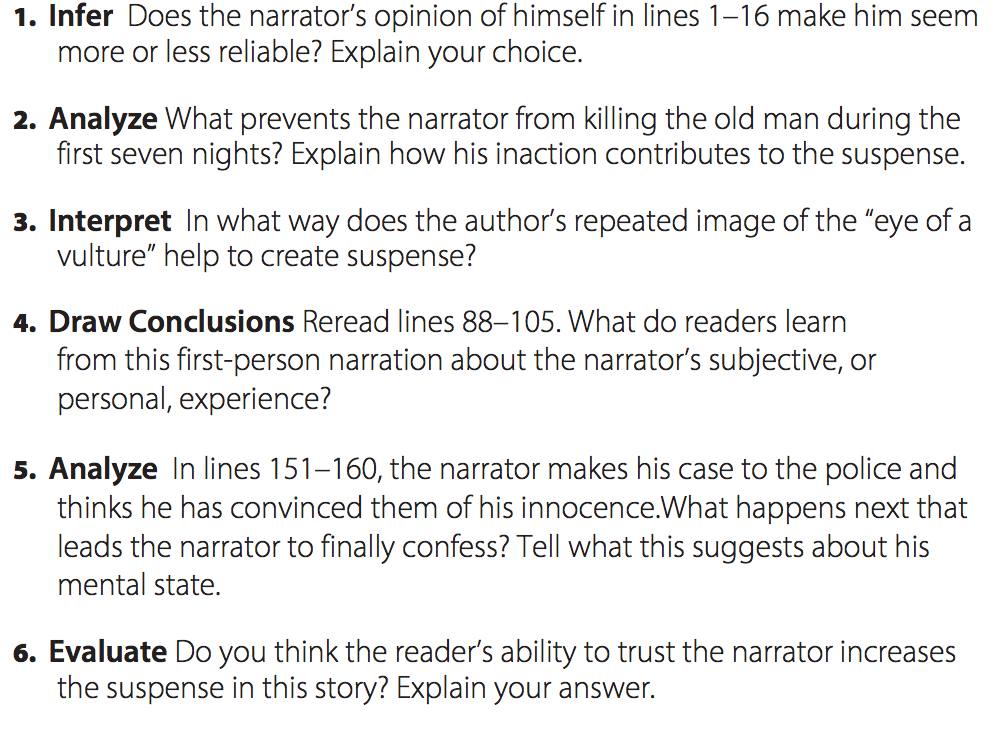 1. Infer Does the narrator's opinion of himself in lines 1–16 make him seem
more or less reliable? Explain your choice.
2. Analyze What prevents the narrator from killing the old man during the
first seven nights? Explain how his inaction contributes to the suspense.
3. Interpret In what way does the author's repeated image of the “eye of a
vulture” help to create suspense?
4. Draw Conclusions Reread lines 88–105. What do readers learn
from this first-person narration about the narrator's subjective, or
personal, experience?
5. Analyze In lines 151–160, the narrator makes his case to the police and
thinks he has convinced them of his innocence.What happens next that
leads the narrator to finally confess? Tell what this suggests about his
mental state.
6. Evaluate Do you think the reader's ability to trust the narrator increases
the suspense in this story? Explain your answer.